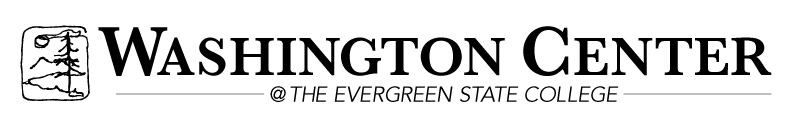 WASHINGTON CENTER
@ THE EVERGREEN STATE COLLEGE